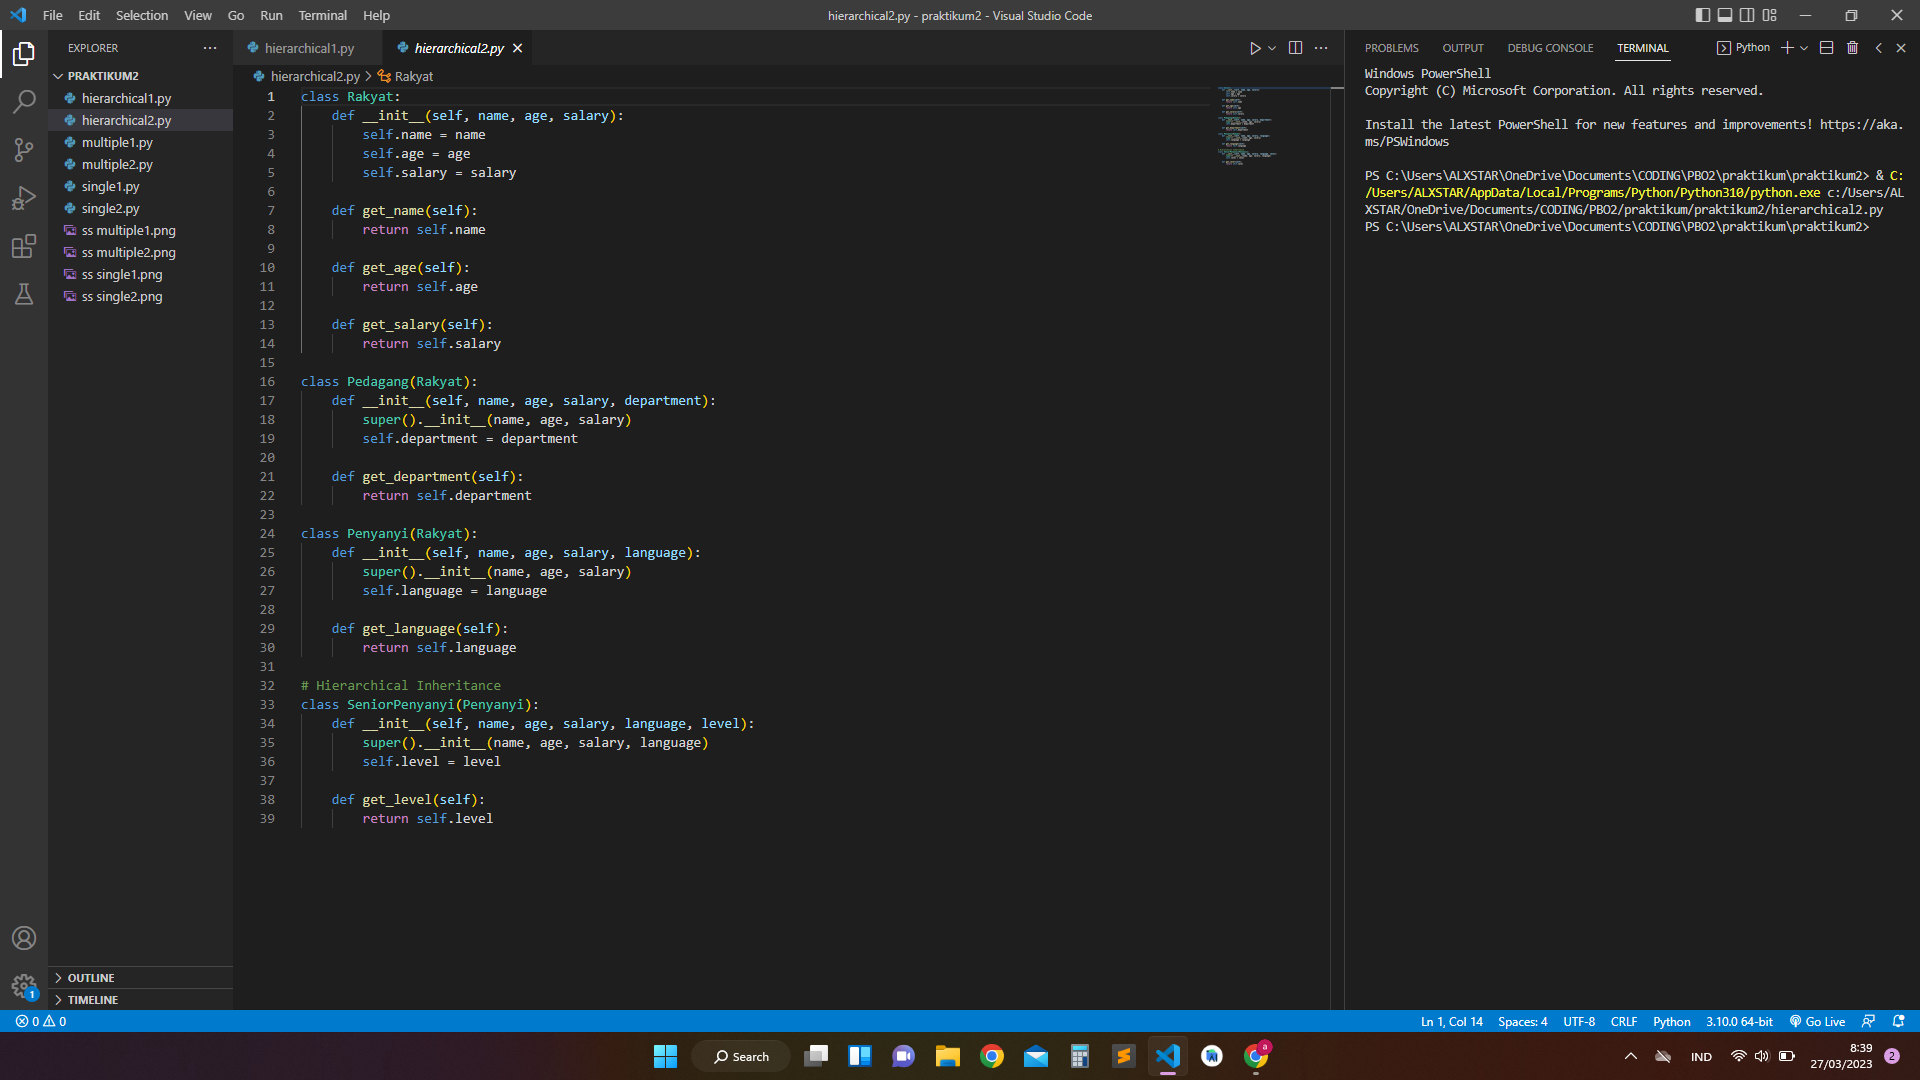 File Edit Selection View Go Run Terminal Help
hierarchical2.py - praktikum2 - Visual Studio Code
EXPLORER
PRAKTIKUM2
hierarchical1.py
hierarchical2.py
multiple1.py
multiple2.py
single1.py
single2.py
ss multiple1.png
ss multiple2.png
ss single1.png
ss single2.png
OUTLINE
TIMELINE
1
hierarchical1.py hierarchical2.py
hierarchical2.py > Rakyat
1 class Rakyat:
2     def __init__(self, name, age, salary):
3         self.name = name
4         self.age = age
5         self.salary = salary
6
7     def get_name(self):
8         return self.name
9
10     def get_age(self):
11         return self.age
12
13     def get_salary(self):
14         return self.salary
15
16 class Pedagang(Rakyat):
17     def __init__(self, name, age, salary, department):
18         super().__init__(name, age, salary)
19         self.department = department
20
21     def get_department(self):
22         return self.department
23
24 class Penyanyi(Rakyat):
25     def __init__(self, name, age, salary, language):
26         super().__init__(name, age, salary)
27         self.language = language
28
29     def get_language(self):
30         return self.language
31
32 # Hierarchical Inheritance
33 class SeniorPenyanyi(Penyanyi):
34     def __init__(self, name, age, salary, language, level):
35         super().__init__(name, age, salary, language)
36         self.level = level
37
38     def get_level(self):
39         return self.level
PROBLEMS OUTPUT DEBUG CONSOLE TERMINAL Python
Windows PowerShell
Copyright (C) Microsoft Corporation. All rights reserved.
Install the latest PowerShell for new features and improvements! https://aka.
ms/PSWindows
PS C:\Users\ALXSTAR\OneDrive\Documents\CODING\PBO2\praktikum\praktikum2> & C:
/Users/ALXSTAR/AppData/Local/Programs/Python/Python310/python.exe c:/Users/AL
XSTAR/OneDrive/Documents/CODING/PBO2/praktikum/praktikum2/hierarchical2.py
PS C:\Users\ALXSTAR\OneDrive\Documents\CODING\PBO2\praktikum\praktikum2>
0 0
Ln 1, Col 14 Spaces: 4 UTF-8 CRLF Python 3.10.0 64-bit Go Live
Search
a
IND
8:39
27/03/2023
2